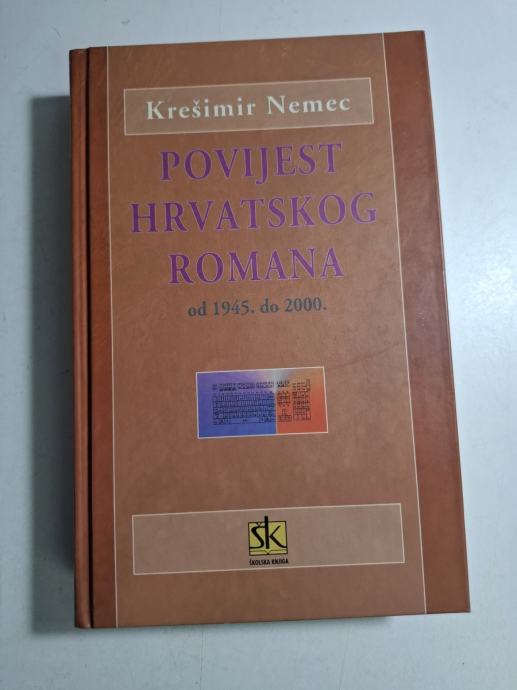 Krešimir Nemec
POVIJEST
HRVATSKOG
ROMANA
od 1945. do 2000.
šk
ŠKOLSKA KNJIGA